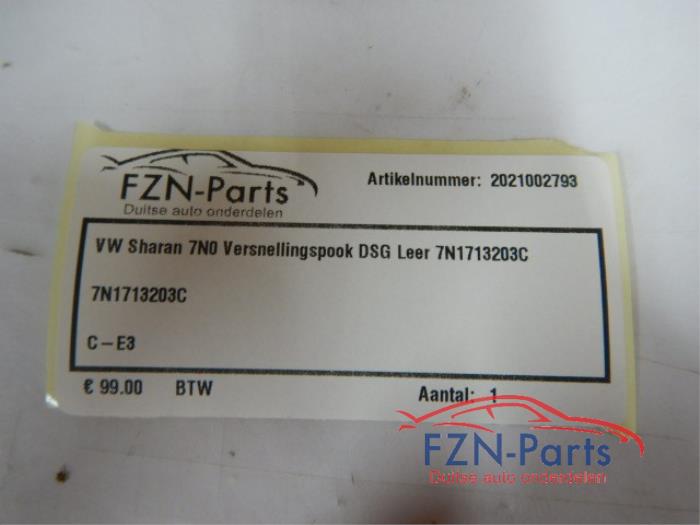 FZN-Parts
Duitse auto onderdelen
Artikelnummer: 2021002793
VW Sharan 7N0 Versnellingspook DSG Leer 7N1713203C
7N1713203C
C-E3
€ 99.00 BTW
Aantal: 1
FZN-Parts
Duitse auto onderdelen